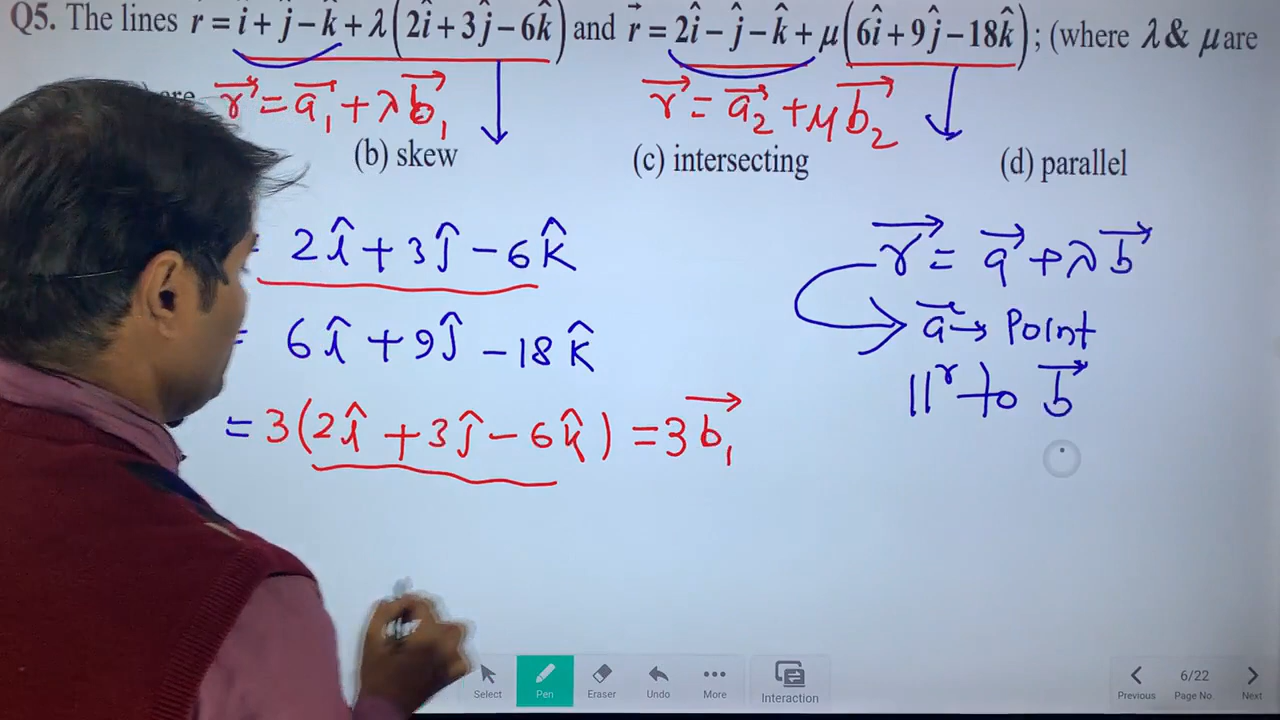 Q5. The lines r = i + j − k + λ(2î + 3ĵ − 6k̂) and r⃗ = 2î − ĵ − k̂ + μ(6î + 9ĵ − 18k̂); (where λ & μ are
r⃗ = a⃗₁ + λb⃗₁ r⃗ = a⃗₂ + μb⃗₂
(b) skew (c) intersecting (d) parallel
2î + 3ĵ − 6k̂
r⃗ = a⃗ + λb⃗
= 6î + 9ĵ − 18k̂
a⃗ → Point
|| ʳ to b⃗
= 3(2î + 3ĵ − 6k̂) = 3b⃗₁
Select Pen Eraser Undo More Interaction Previous 6/22 Page No. Next